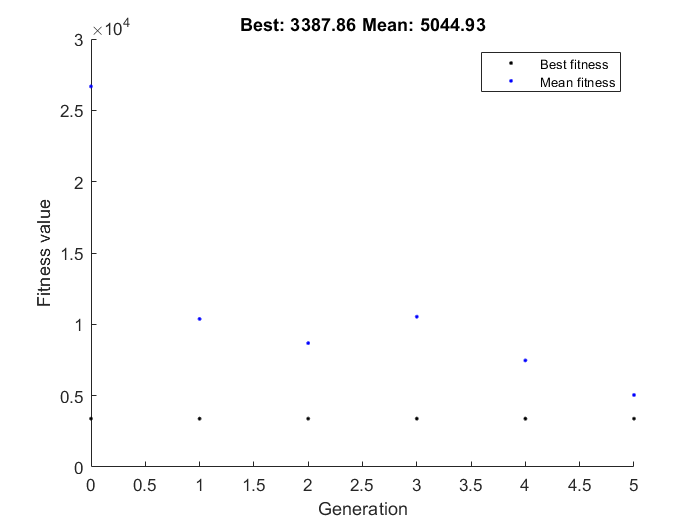 Best: 3387.86 Mean: 5044.93
×10⁴
3
2.5
2
1.5
1
0.5
0
Fitness value
Best fitness
Mean fitness
0 0.5 1 1.5 2 2.5 3 3.5 4 4.5 5
Generation